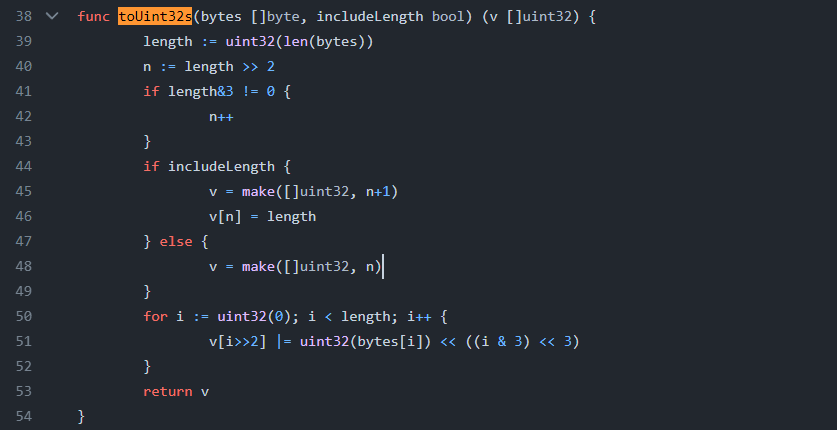 38 func toUint32s(bytes []byte, includeLength bool) (v []uint32) {
39 length := uint32(len(bytes))
40 n := length >> 2
41 if length&3 != 0 {
42 n++
43 }
44 if includeLength {
45 v = make([]uint32, n+1)
46 v[n] = length
47 } else {
48 v = make([]uint32, n)
49 }
50 for i := uint32(0); i < length; i++ {
51 v[i>>2] |= uint32(bytes[i]) << ((i & 3) << 3)
52 }
53 return v
54 }